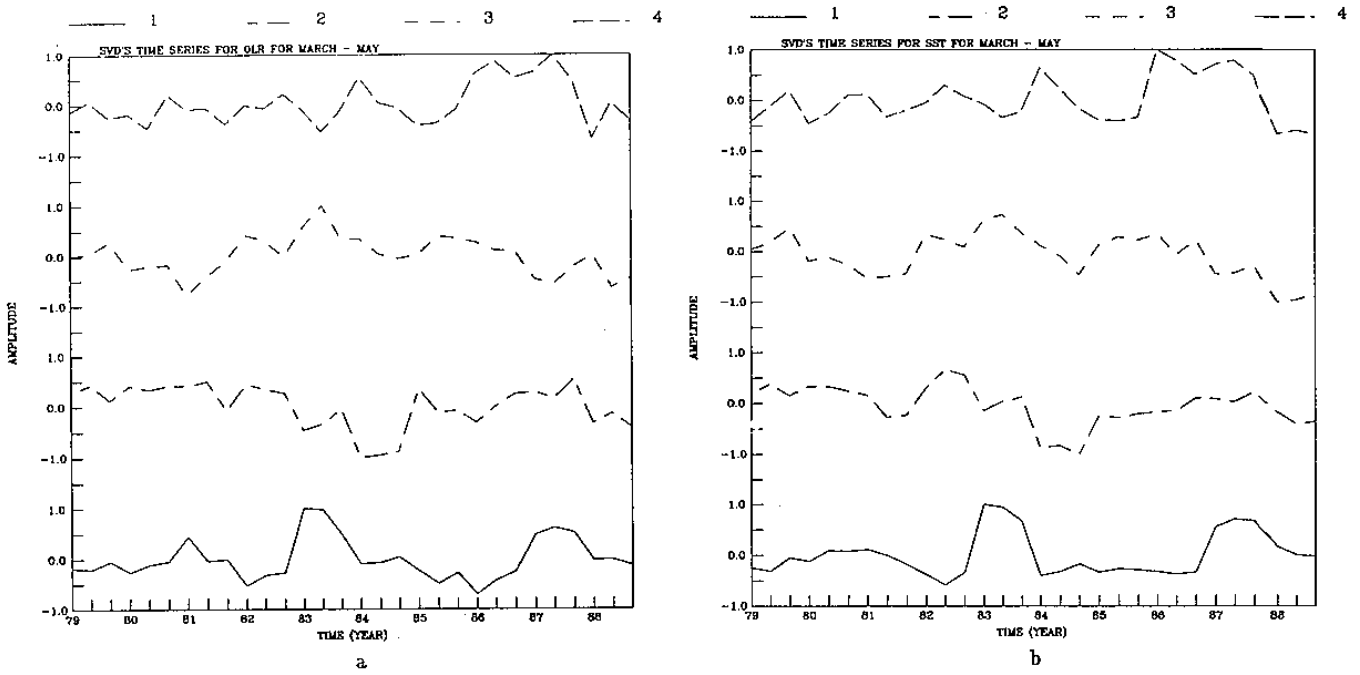 1 2 3 4
SVD'S TIME SERIES FOR OLR FOR MARCH - MAY
1.0
0.0
-1.0
1.0
0.0
-1.0
1.0
0.0
-1.0
1.0
0.0
-1.0
AMPLITUDE
79 80 81 82 83 84 85 86 87 88
TIME (YEAR)
a
1 2 3 4
SVD'S TIME SERIES FOR SST FOR MARCH - MAY
1.0
0.0
-1.0
1.0
0.0
-1.0
1.0
0.0
-1.0
1.0
0.0
-1.0
AMPLITUDE
79 80 81 82 83 84 85 86 87 88
TIME (YEAR)
b